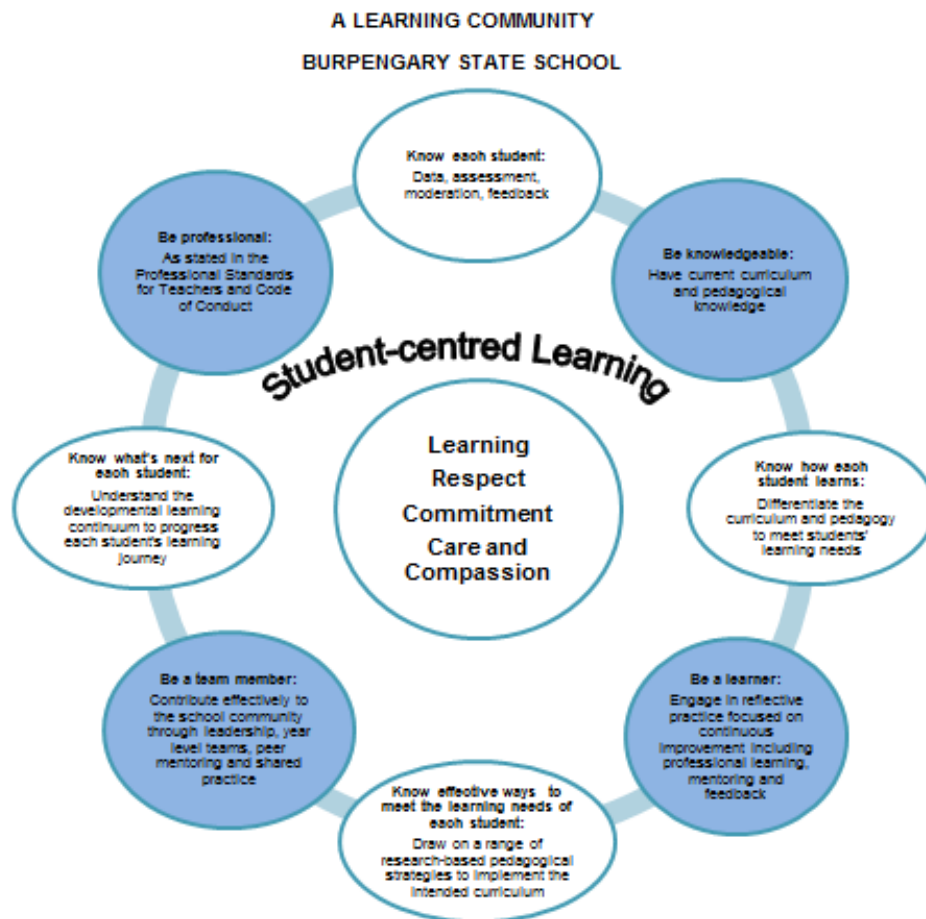 A LEARNING COMMUNITY
BURPENGARY STATE SCHOOL
Know each student:
Data, assessment,
moderation, feedback
Be professional:
As stated in the
Professional Standards
for Teachers and Code
of Conduct
Be knowledgeable:
Have current curriculum
and pedagogical
knowledge
Student-centred Learning
Learning
Respect
Commitment
Care and
Compassion
Know what's next for
each student:
Understand the
developmental learning
continuum to progress
each student's learning
journey
Know how each
student learns:
Differentiate the
curriculum and pedagogy
to meet students'
learning needs
Be a team member:
Contribute effectively to
the school community
through leadership, year
level teams, peer
mentoring and shared
practice
Be a learner:
Engage in reflective
practice focused on
continuous
improvement including
professional learning,
mentoring and
feedback
Know effective ways to
meet the learning needs of
each student:
Draw on a range of
research-based pedagogical
strategies to implement the
intended curriculum